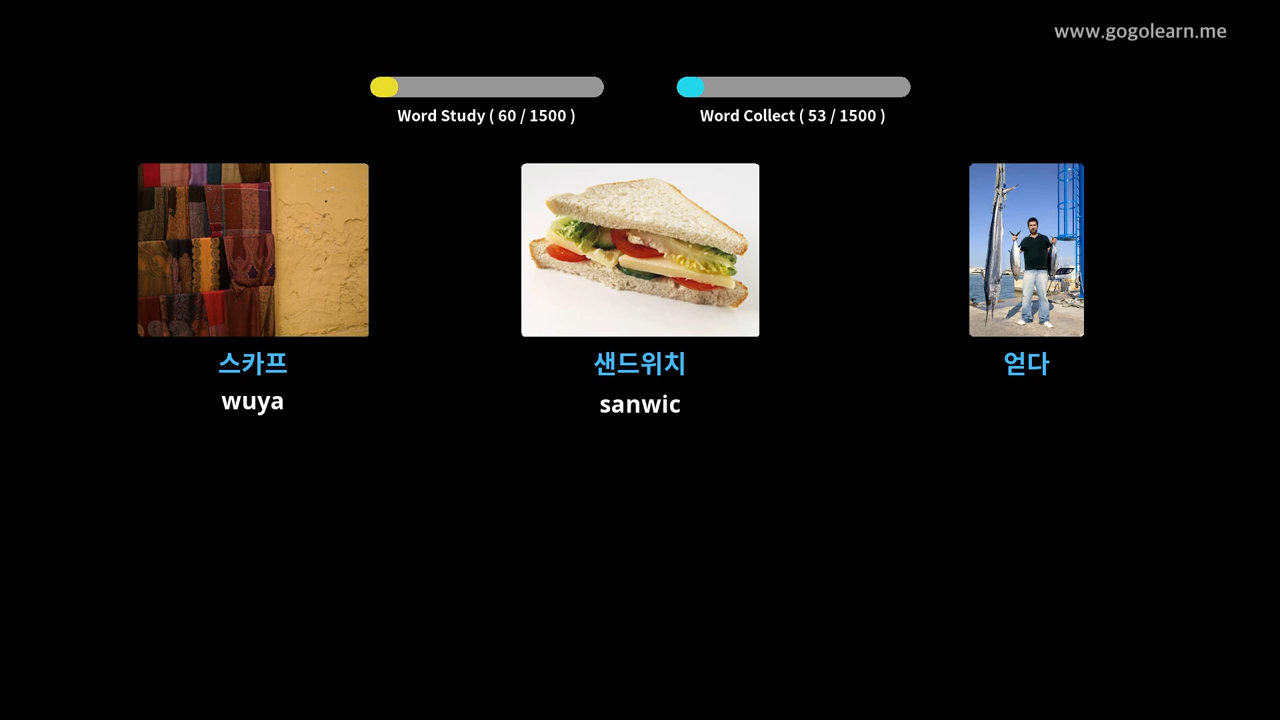 www.gogolearn.me
Word Study ( 60 / 1500 )
Word Collect ( 53 / 1500 )
스카프
샌드위치
얻다
wuya
sanwic